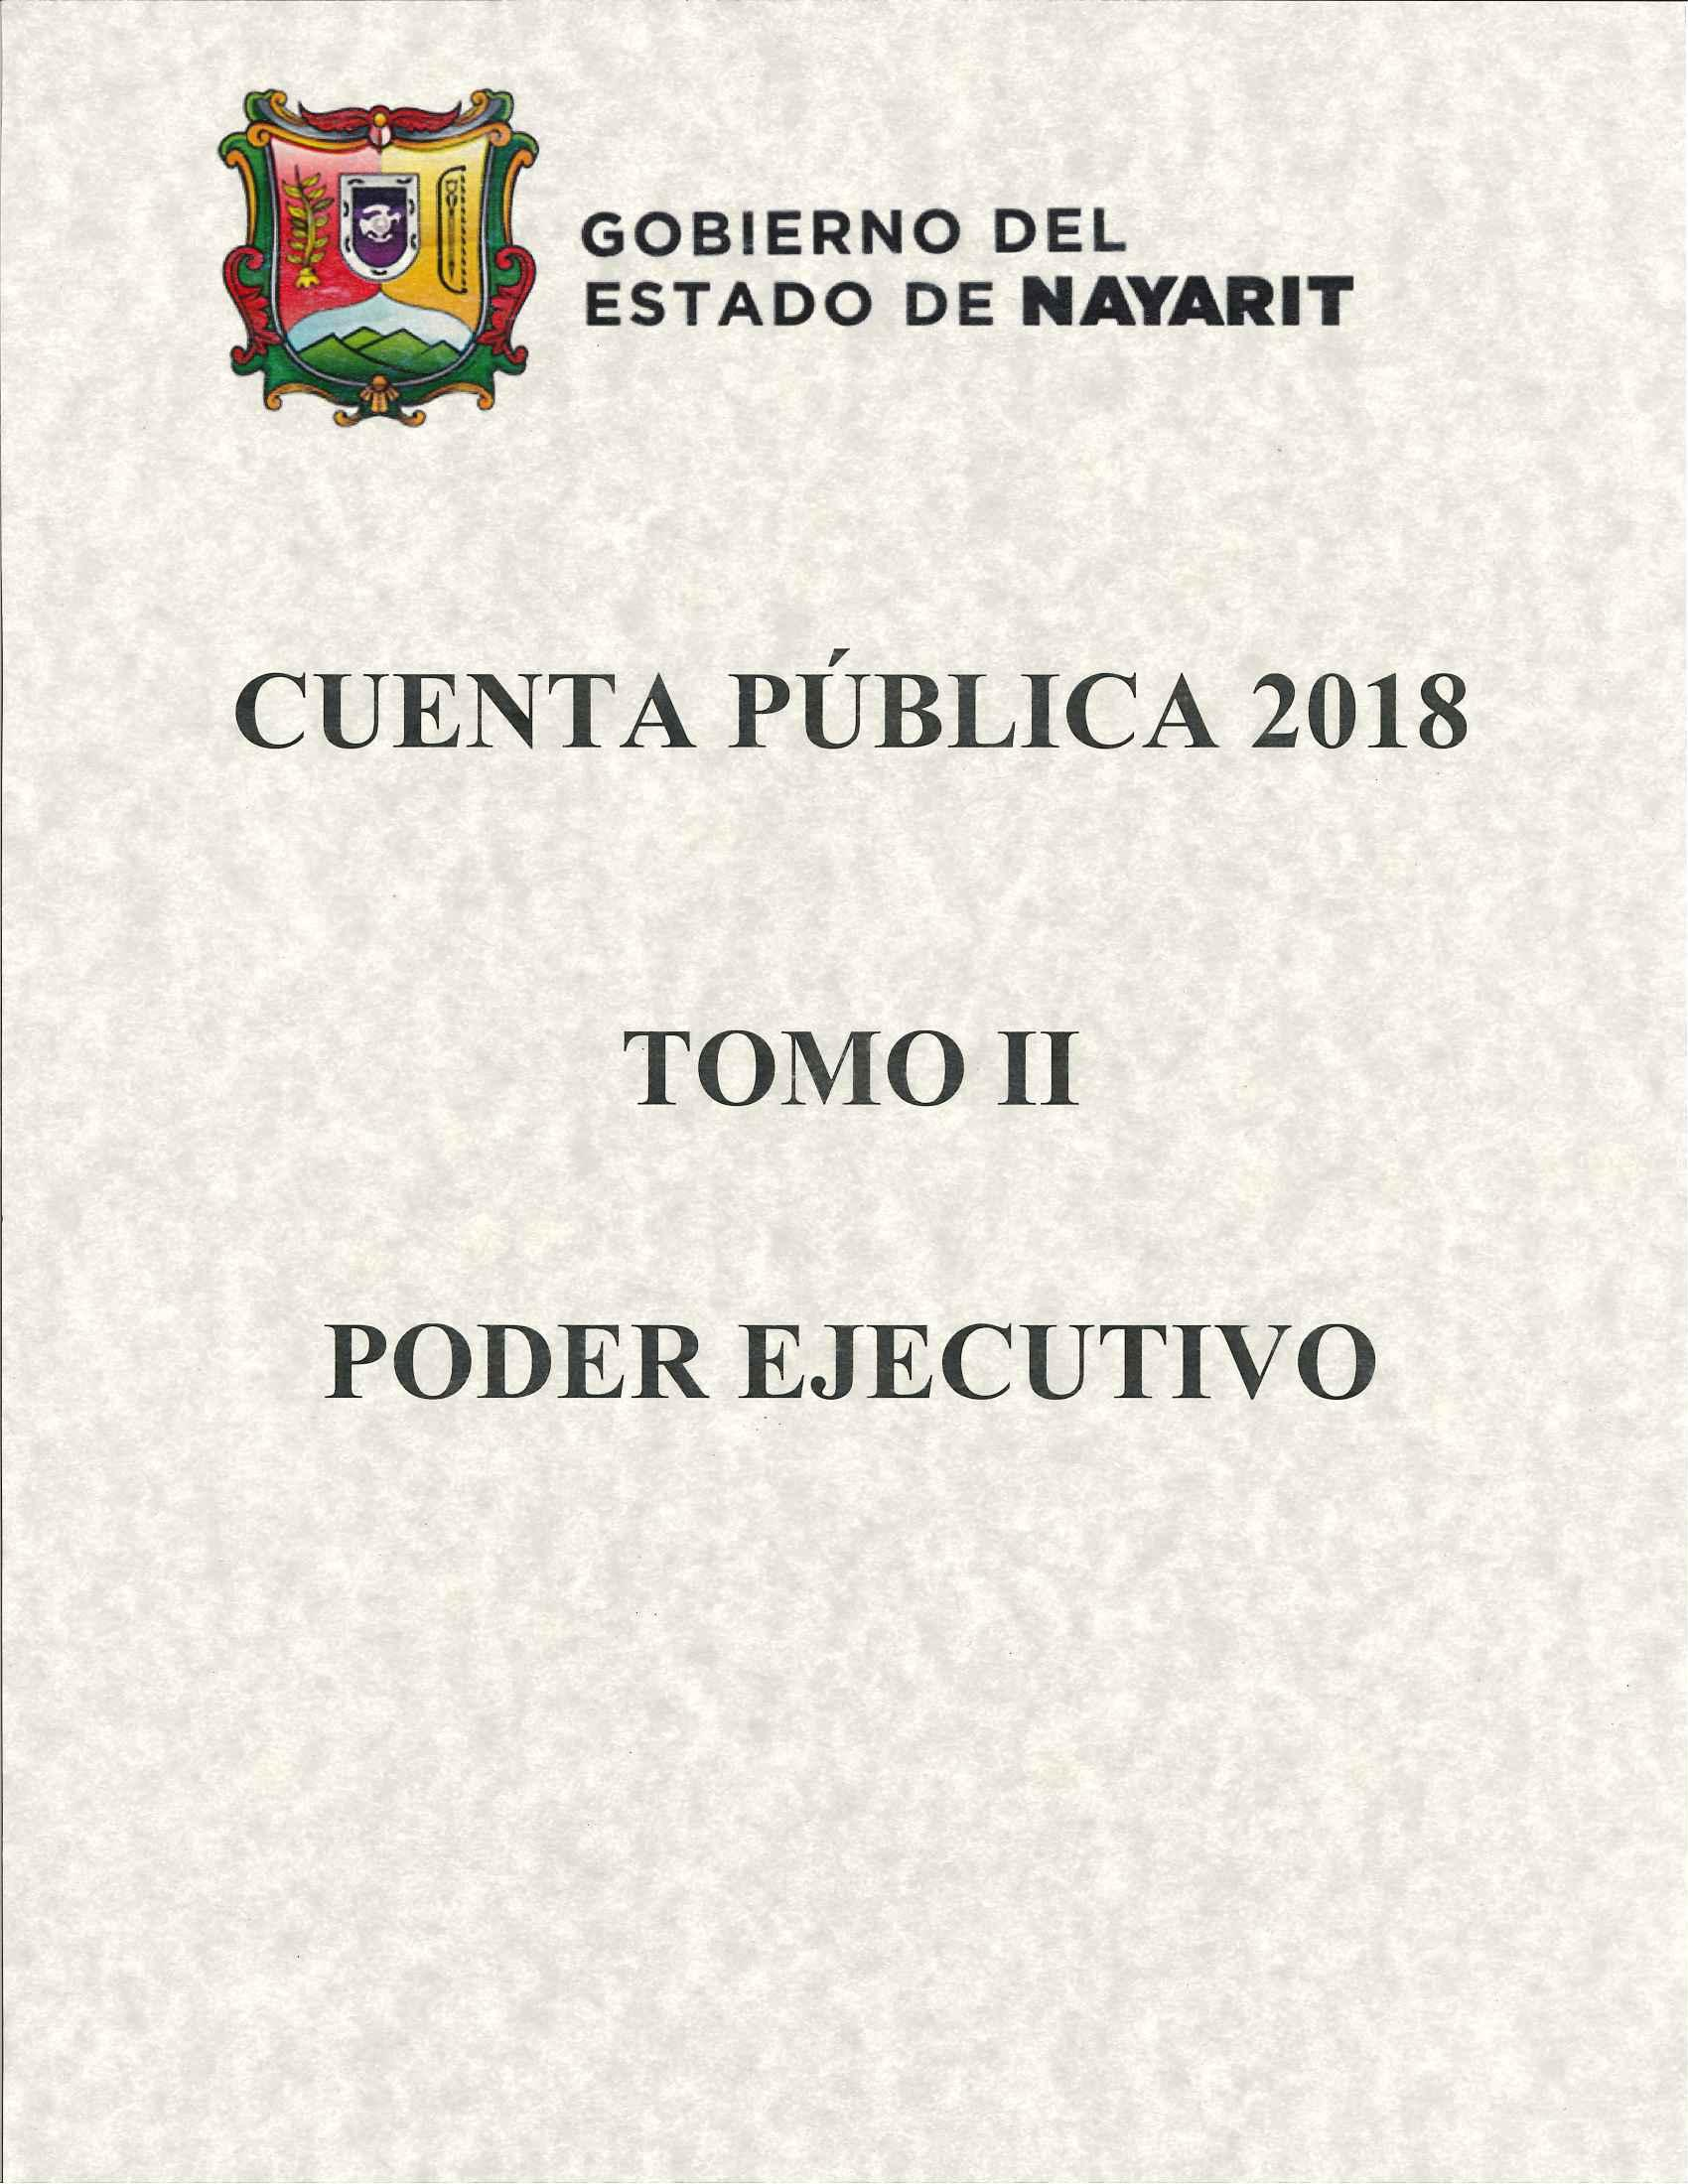 GOBIERNO DEL
ESTADO DE NAYARIT
CUENTA PÚBLICA 2018
TOMO II
PODER EJECUTIVO